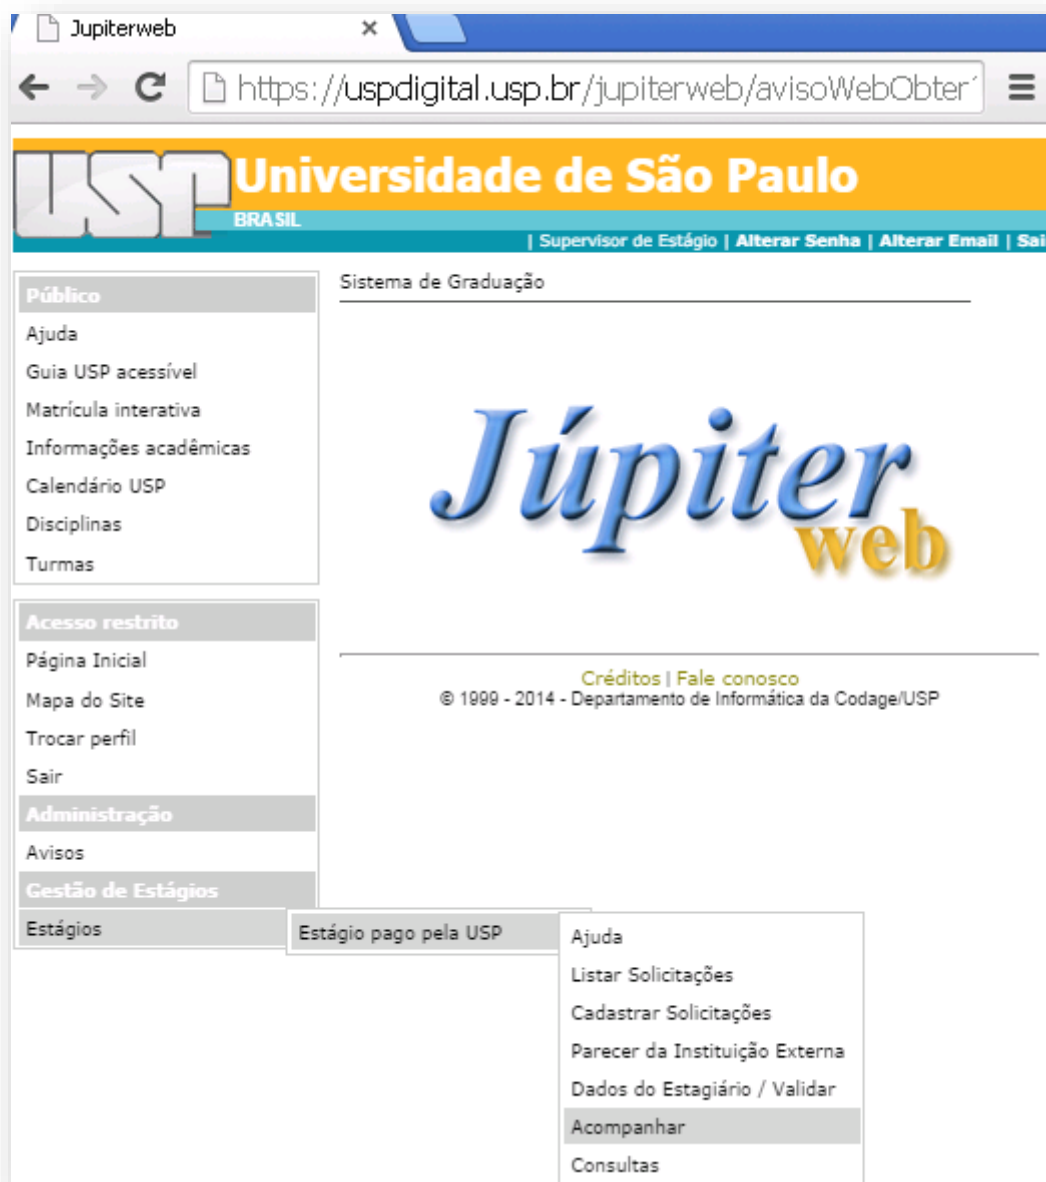 Jupiterweb
https://uspdigital.usp.br/jupiterweb/avisoWebObter
USP
Universidade de São Paulo
BRASIL
| Supervisor de Estágio | Alterar Senha | Alterar Email | Sai
Público
Ajuda
Guia USP acessível
Matrícula interativa
Informações acadêmicas
Calendário USP
Disciplinas
Turmas
Sistema de Graduação
Júpiter
web
Créditos | Fale conosco
© 1999 - 2014 - Departamento de Informática da Codage/USP
Acesso restrito
Página Inicial
Mapa do Site
Trocar perfil
Sair
Administração
Avisos
Gestão de Estágios
Estágios
Estágio pago pela USP
Ajuda
Listar Solicitações
Cadastrar Solicitações
Parecer da Instituição Externa
Dados do Estagiário / Validar
Acompanhar
Consultas